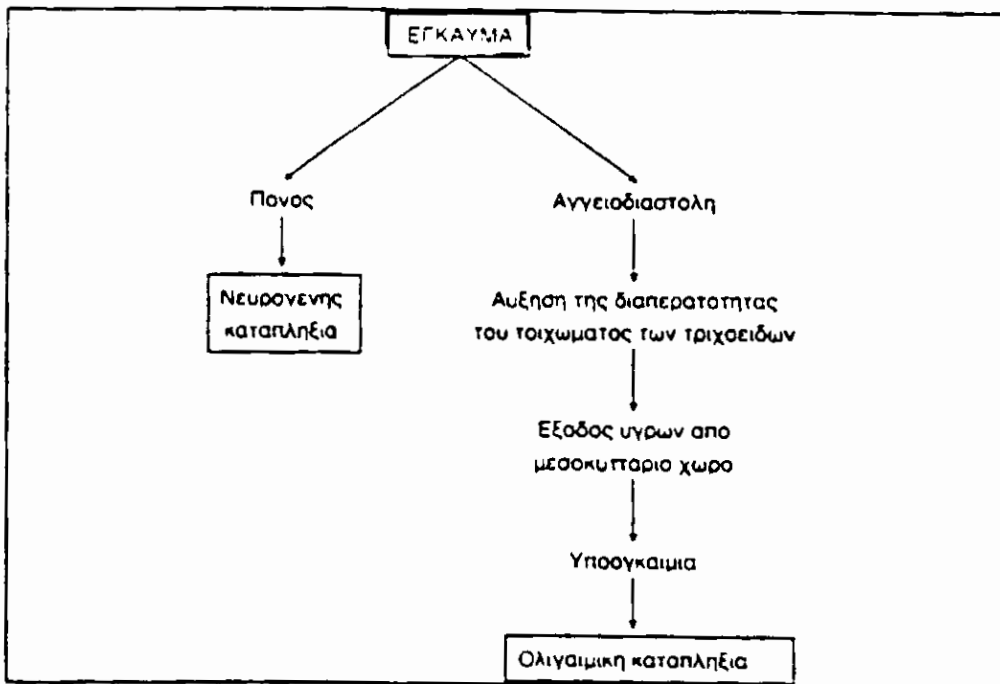 ΕΓΚΑΥΜΑ
Πονος
Αγγειοδιαστολη
Νευρογενης
καταπληξια
Αυξηση της διαπερατοτητας
του τοιχωματος των τριχοειδων
Εξοδος υγρων απο
μεσοκυτταριο χωρο
Υποογκαιμια
Ολιγαιμικη καταπληξια